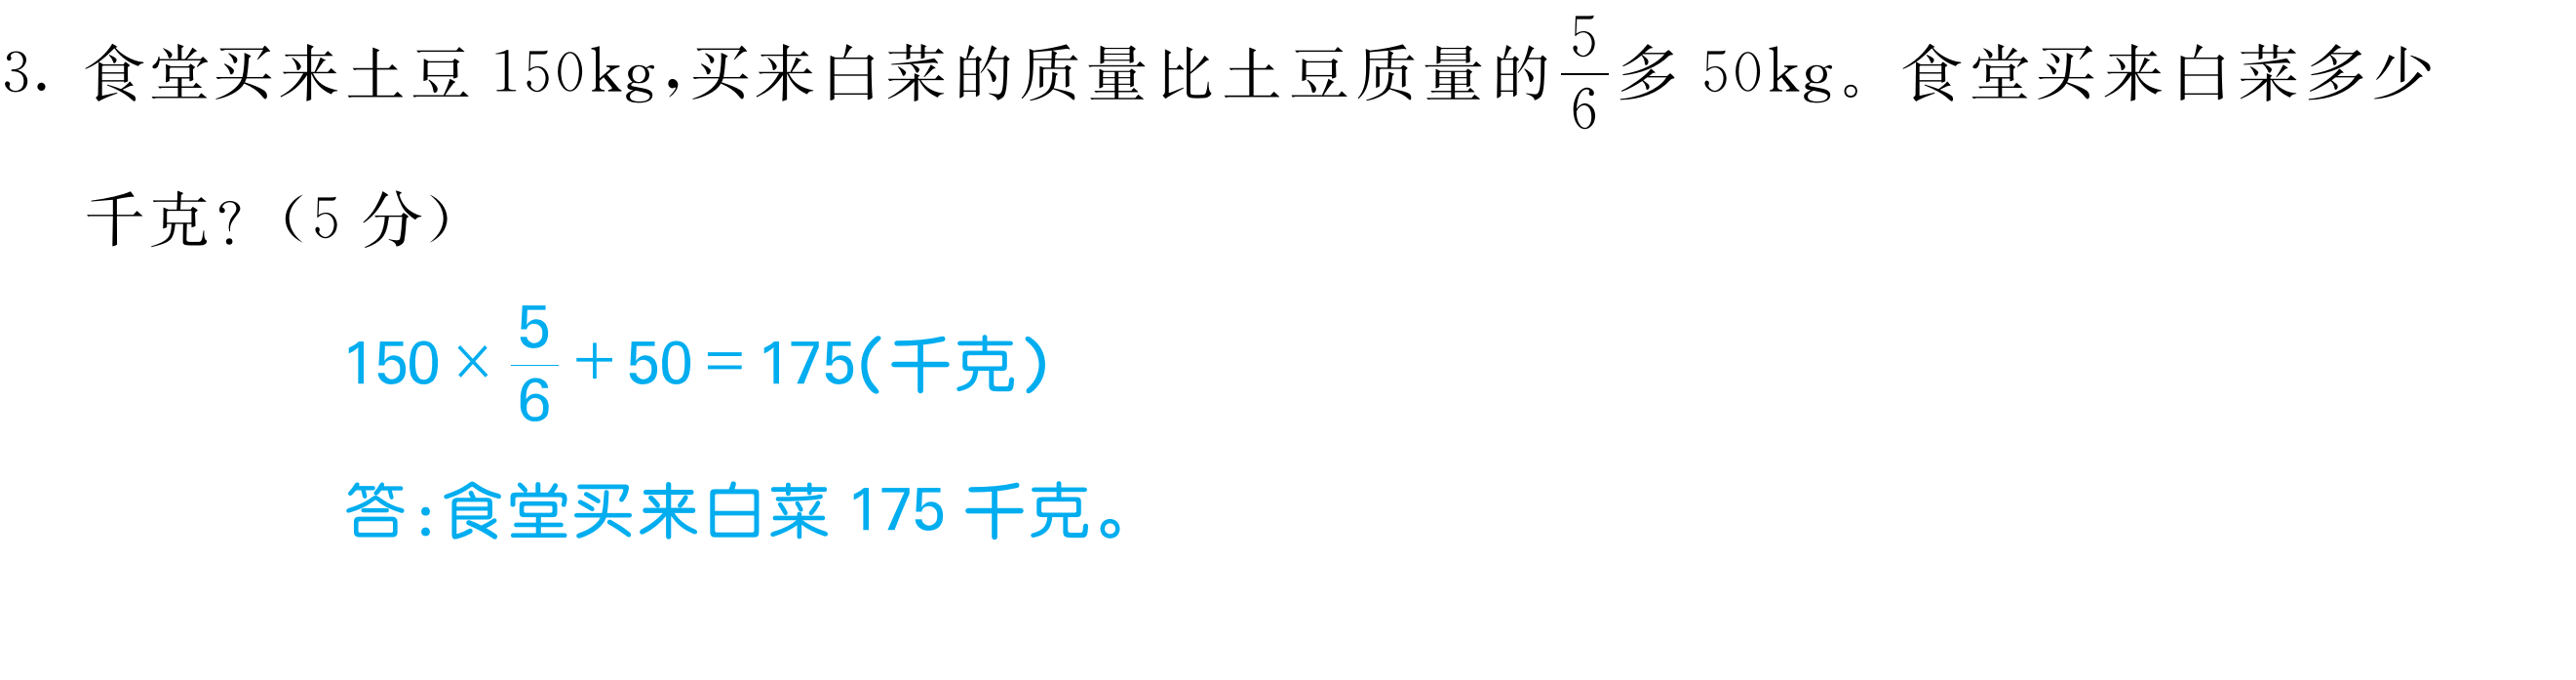 3. 食堂买来土豆 150kg,买来白菜的质量比土豆质量的5/6多 50kg。食堂买来白菜多少
千克?（5 分）
150 × 5/6 + 50 = 175(千克)
答:食堂买来白菜 175 千克。